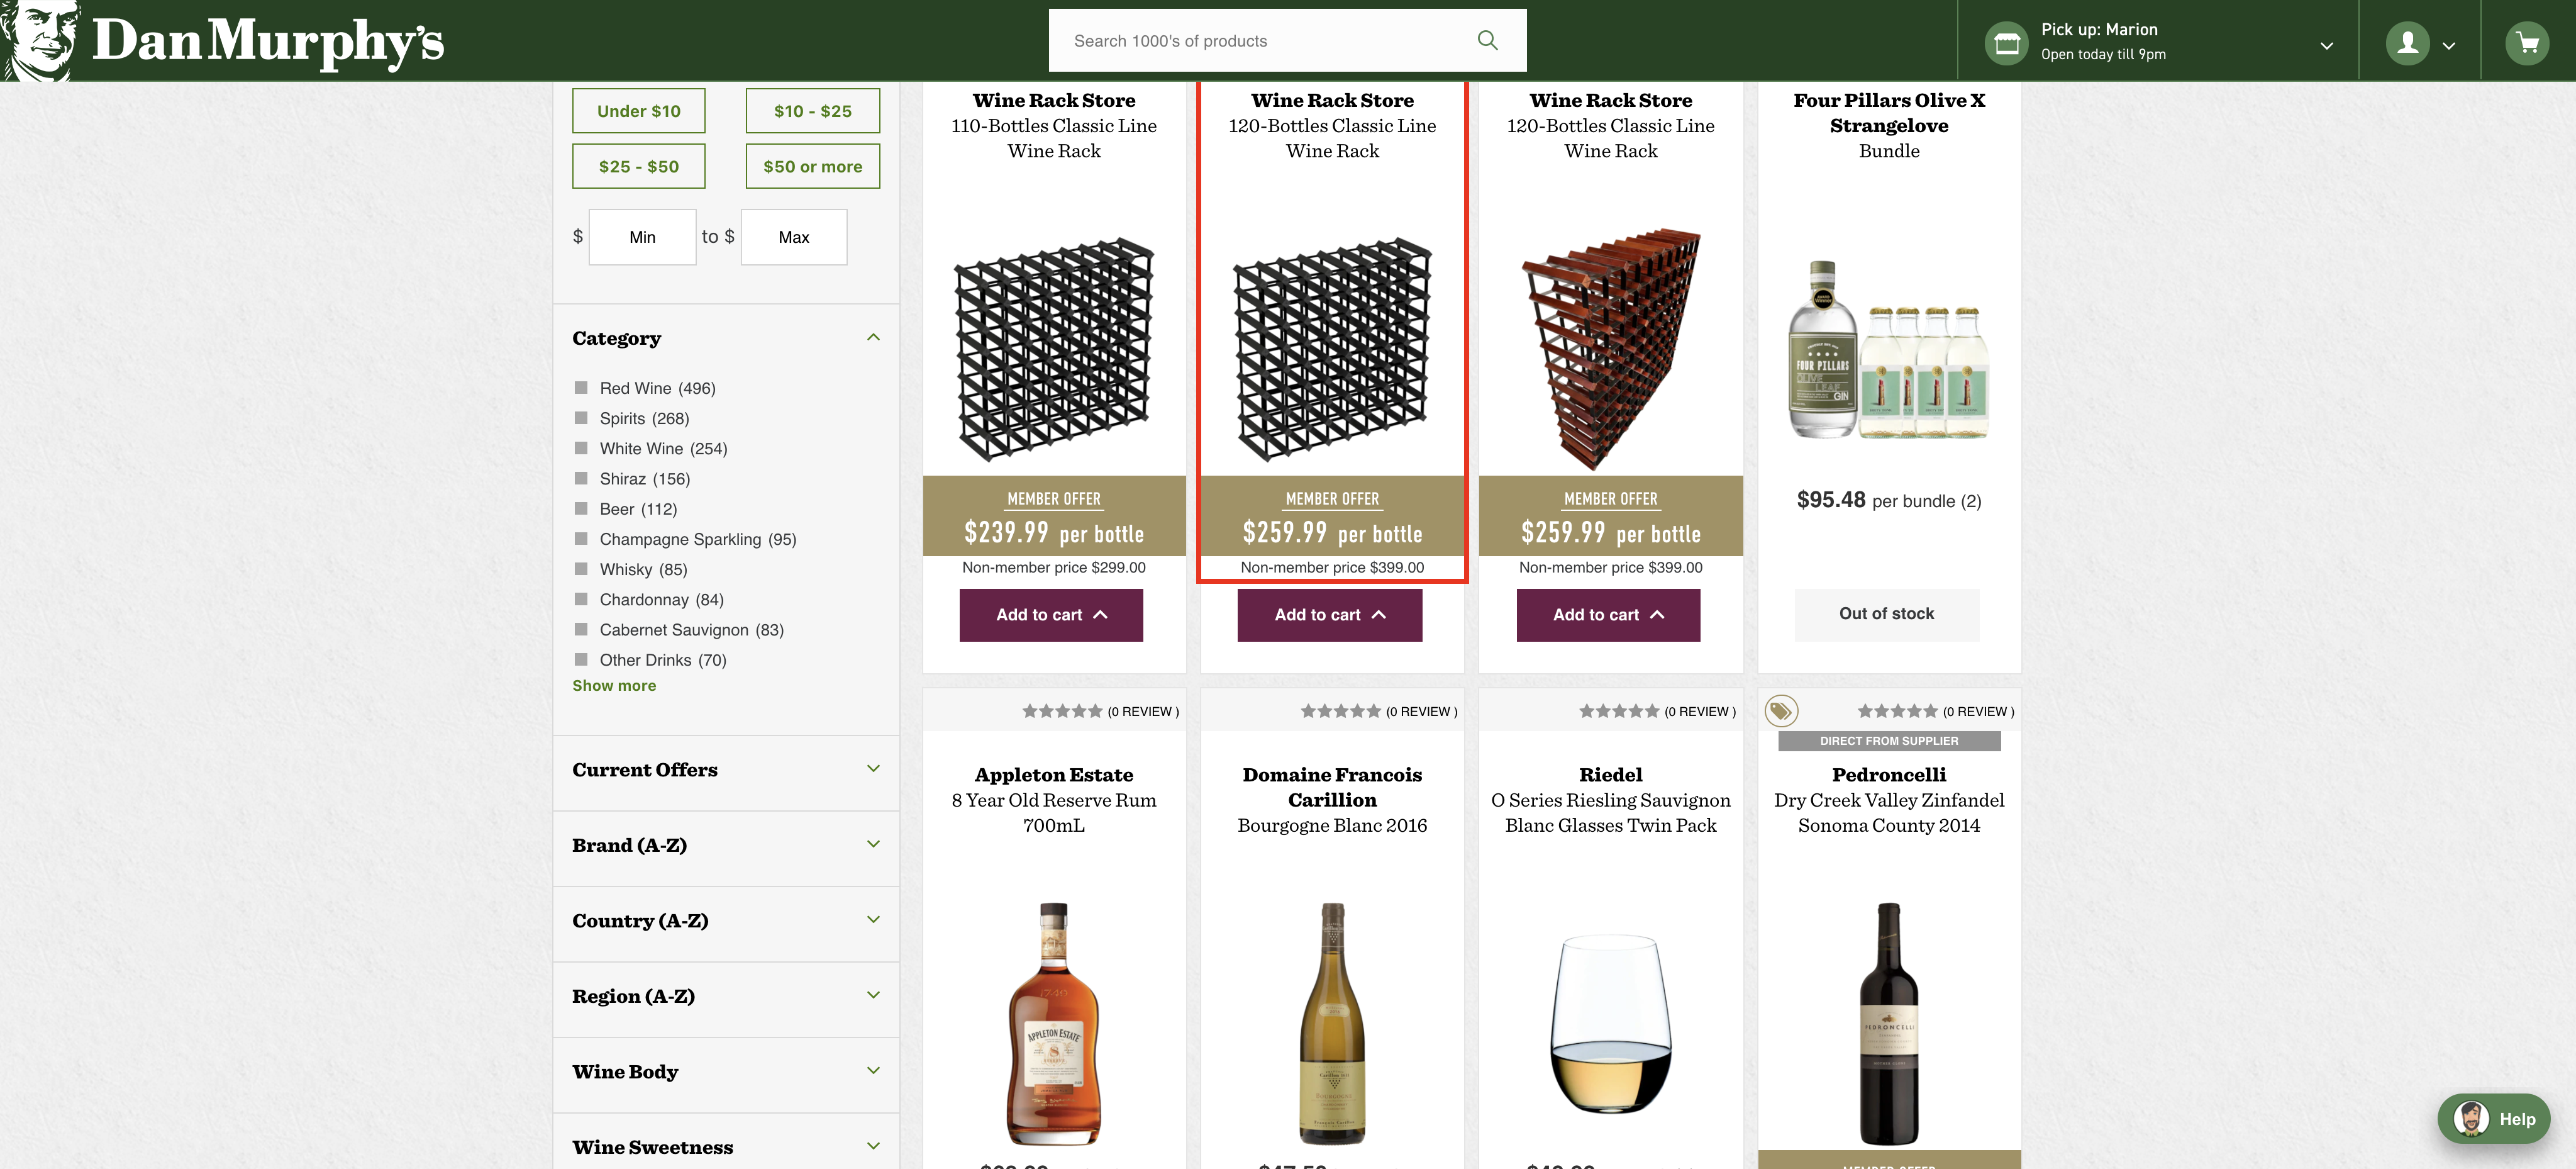 Dan Murphy's
Search 1000's of products
Pick up: Marion
Open today till 9pm
Under $10
$10 - $25
$25 - $50
$50 or more
$ Min to $ Max
Category
Red Wine (496)
Spirits (268)
White Wine (254)
Shiraz (156)
Beer (112)
Champagne Sparkling (95)
Whisky (85)
Chardonnay (84)
Cabernet Sauvignon (83)
Other Drinks (70)
Show more
Current Offers
Brand (A-Z)
Country (A-Z)
Region (A-Z)
Wine Body
Wine Sweetness
Wine Rack Store
110-Bottles Classic Line
Wine Rack
MEMBER OFFER
$239.99 per bottle
Non-member price $299.00
Add to cart
Wine Rack Store
120-Bottles Classic Line
Wine Rack
MEMBER OFFER
$259.99 per bottle
Non-member price $399.00
Add to cart
Wine Rack Store
120-Bottles Classic Line
Wine Rack
MEMBER OFFER
$259.99 per bottle
Non-member price $399.00
Add to cart
Four Pillars Olive X
Strangelove
Bundle
FOUR PILLARS
OLIVE
LEAF
GIN
$95.48 per bundle (2)
Out of stock
(0 REVIEW )
Appleton Estate
8 Year Old Reserve Rum
700mL
APPLETON ESTATE
8
(0 REVIEW )
Domaine Francois
Carillion
Bourgogne Blanc 2016
(0 REVIEW )
Riedel
O Series Riesling Sauvignon
Blanc Glasses Twin Pack
(0 REVIEW )
DIRECT FROM SUPPLIER
Pedroncelli
Dry Creek Valley Zinfandel
Sonoma County 2014
PEDRONCELLI
Help